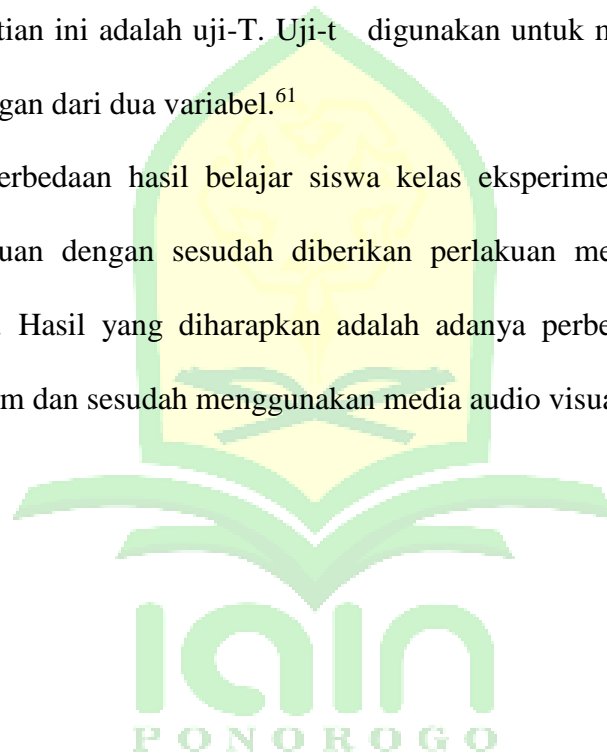 tian ini adalah uji-T. Uji-t digunakan untuk m
gan dari dua variabel.⁶¹
erbedaan hasil belajar siswa kelas eksperime
uan dengan sesudah diberikan perlakuan me
Hasil yang diharapkan adalah adanya perbe
m dan sesudah menggunakan media audio visua
iain
PONOROGO